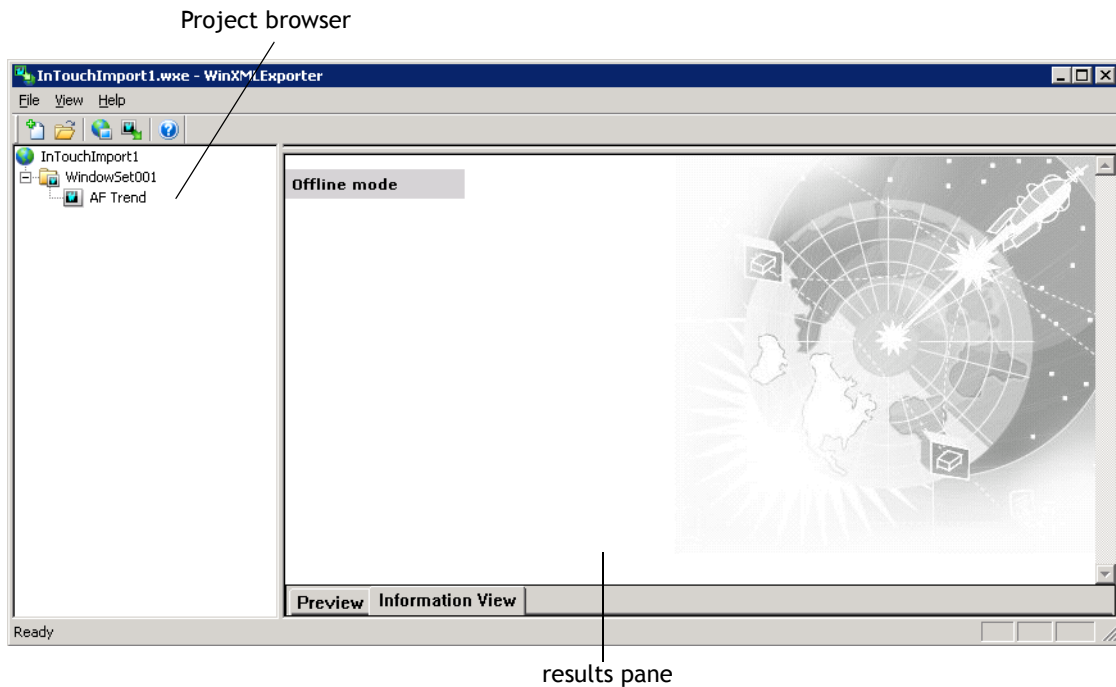 Project browser
InTouchImport1.wxe - WinXMLExporter
File View Help
InTouchImport1
WindowSet001
AF Trend
Offline mode
Preview Information View
Ready
results pane